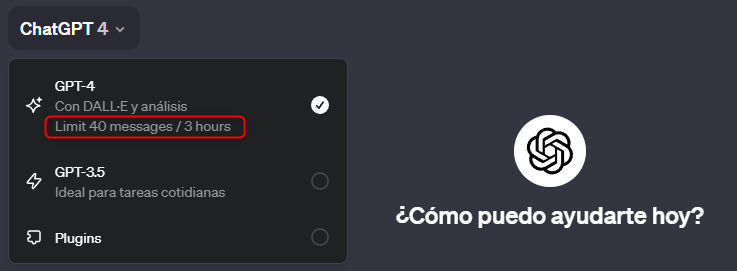 ChatGPT 4
GPT-4
Con DALL·E y análisis
Limit 40 messages / 3 hours
GPT-3.5
Ideal para tareas cotidianas
Plugins
¿Cómo puedo ayudarte hoy?